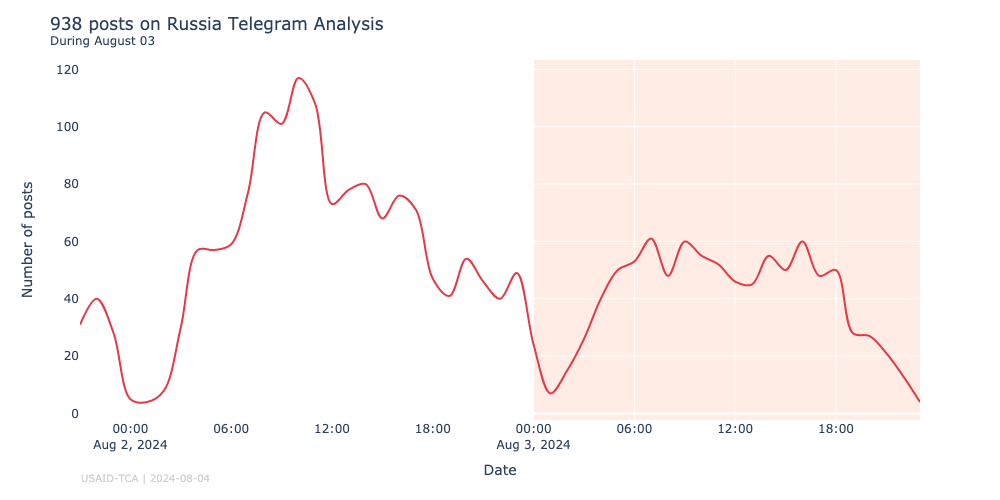 938 posts on Russia Telegram Analysis
During August 03
120
100
80
60
40
20
0
Number of posts
00:00 06:00 12:00 18:00 00:00 06:00 12:00 18:00
Aug 2, 2024 Aug 3, 2024
Date
USAID-TCA | 2024-08-04